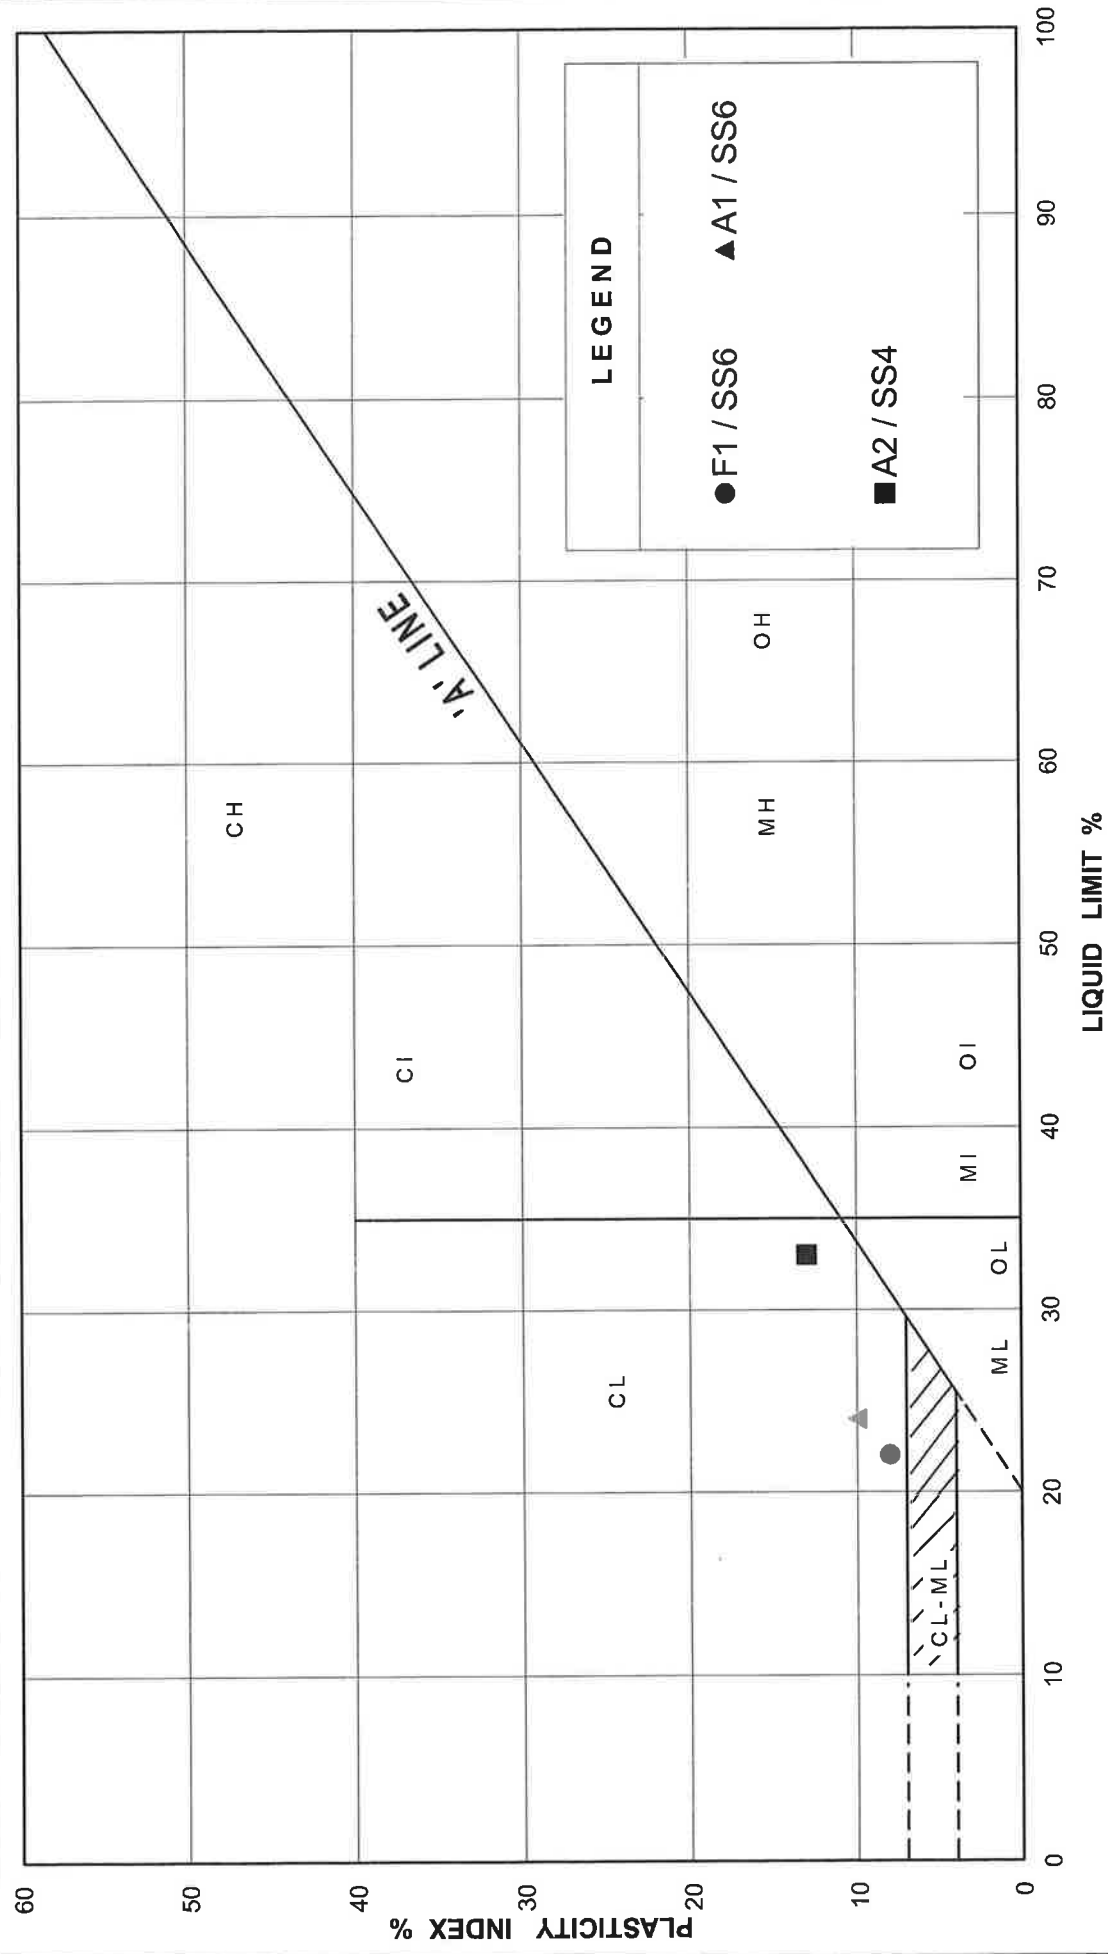 60
50
40
30
20
10
0
PLASTICITY INDEX %
0
10
20
30
40
50
60
70
80
90
100
LIQUID LIMIT %
CH
'A' LINE
CI
CL
MH
OH
CL-ML
ML
OL
MI
OI
LEGEND
F1 / SS6
A1 / SS6
A2 / SS4